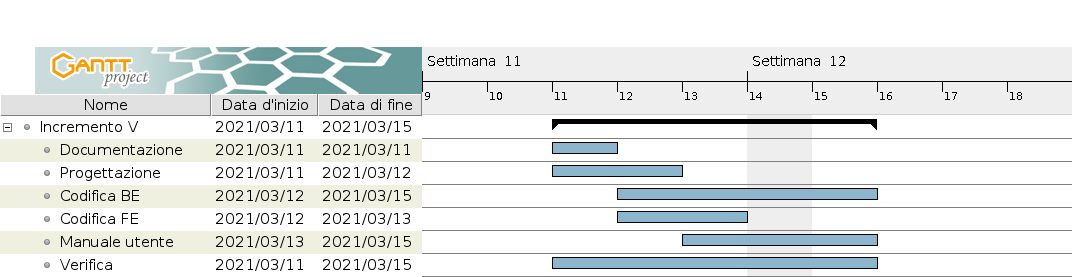 GANTT project
Settimana 11 Settimana 12
9 10 11 12 13 14 15 16 17 18
Nome Data d'inizio Data di fine
Incremento V 2021/03/11 2021/03/15
Documentazione 2021/03/11 2021/03/11
Progettazione 2021/03/11 2021/03/12
Codifica BE 2021/03/12 2021/03/15
Codifica FE 2021/03/12 2021/03/13
Manuale utente 2021/03/13 2021/03/15
Verifica 2021/03/11 2021/03/15